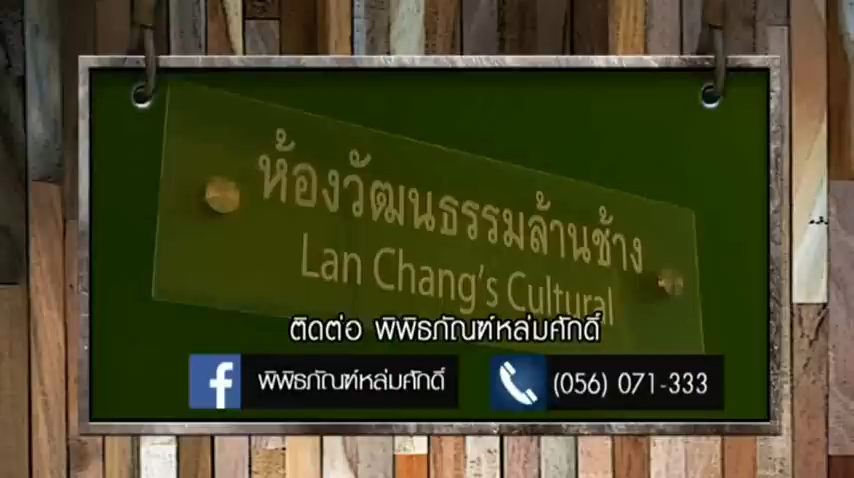 ห้องวัฒนธรรมล้านช้าง
Lan Chang's Cultural
ติดต่อ พิพิธภัณฑ์หล่มศักดิ์
f พิพิธภัณฑ์หล่มศักดิ์
(056) 071-333